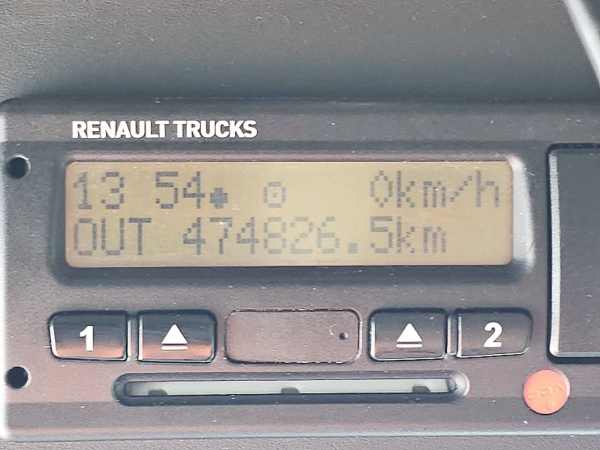 RENAULT TRUCKS
13 54 0km/h
OUT 474826.5km
1 2